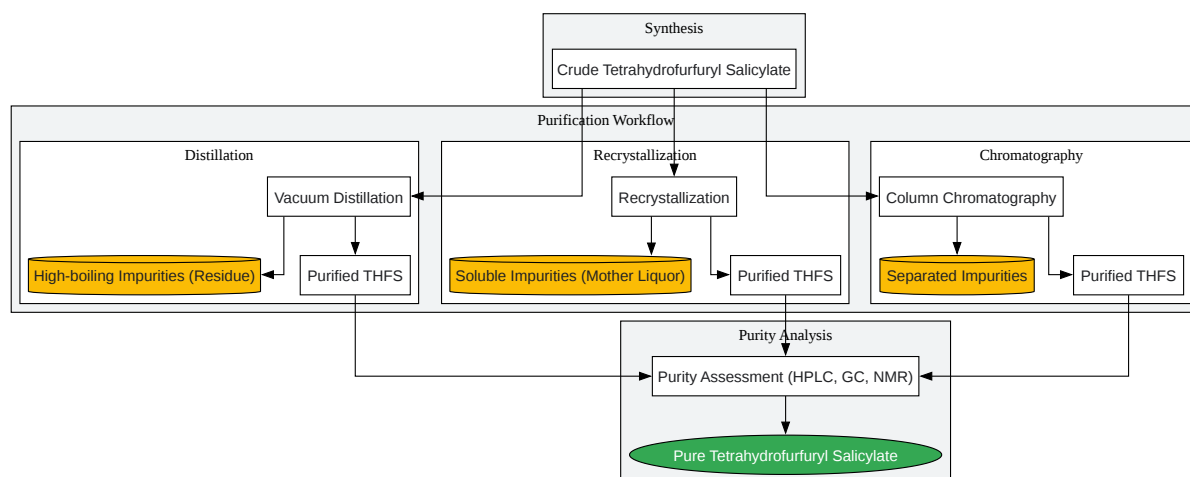 Synthesis
Crude Tetrahydrofurfuryl Salicylate
Purification Workflow
Distillation
Recrystallization
Chromatography
Vacuum Distillation
Recrystallization
Column Chromatography
High-boiling Impurities (Residue)
Purified THFS
Soluble Impurities (Mother Liquor)
Purified THFS
Separated Impurities
Purified THFS
Purity Analysis
Purity Assessment (HPLC, GC, NMR)
Pure Tetrahydrofurfuryl Salicylate